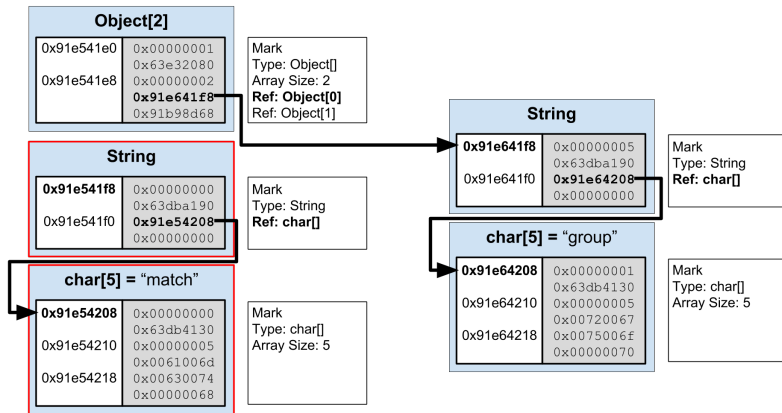 Object[2]
0x91e541e0 0x00000001
0x63e32080
0x91e541e8 0x00000002
0x91e641f8
0x91b98d68
Mark
Type: Object[]
Array Size: 2
Ref: Object[0]
Ref: Object[1]
String
0x91e541f8 0x00000000
0x63dba190
0x91e541f0 0x91e54208
0x00000000
Mark
Type: String
Ref: char[]
char[5] = “match”
0x91e54208 0x00000000
0x63db4130
0x91e54210 0x00000005
0x0061006d
0x91e54218 0x00630074
0x00000068
Mark
Type: char[]
Array Size: 5
String
0x91e641f8 0x00000005
0x63dba190
0x91e641f0 0x91e64208
0x00000000
Mark
Type: String
Ref: char[]
char[5] = “group”
0x91e64208 0x00000001
0x63db4130
0x91e64210 0x00000005
0x00720067
0x91e64218 0x0075006f
0x00000070
Mark
Type: char[]
Array Size: 5